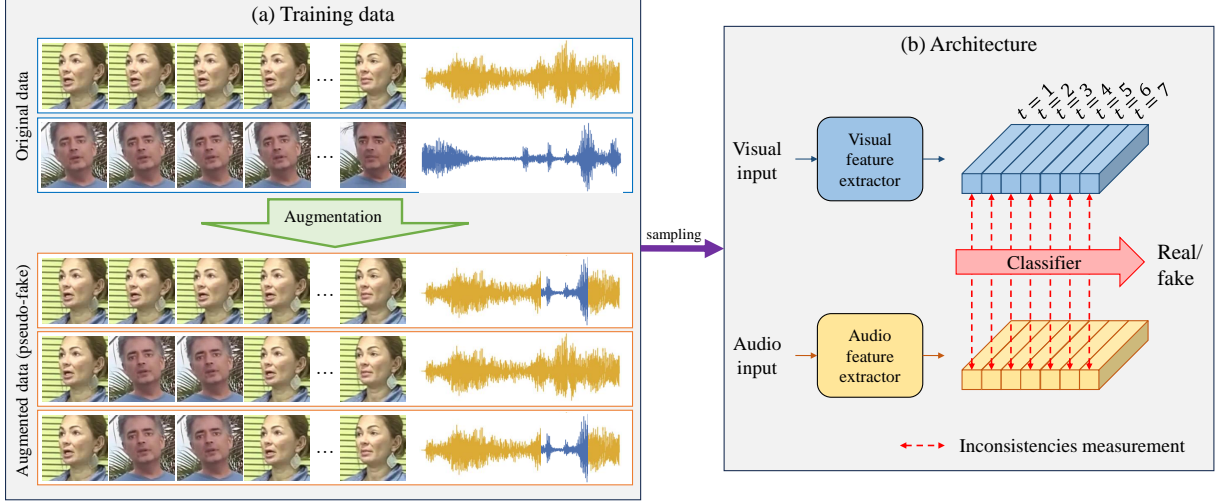 (a) Training data
Original data
...
...
Augmentation
Augmented data (pseudo-fake)
...
...
...
sampling
(b) Architecture
Visual
input
Visual
feature
extractor
t = 1
t = 2
t = 3
t = 4
t = 5
t = 6
t = 7
Classifier
Real/
fake
Audio
input
Audio
feature
extractor
Inconsistencies measurement